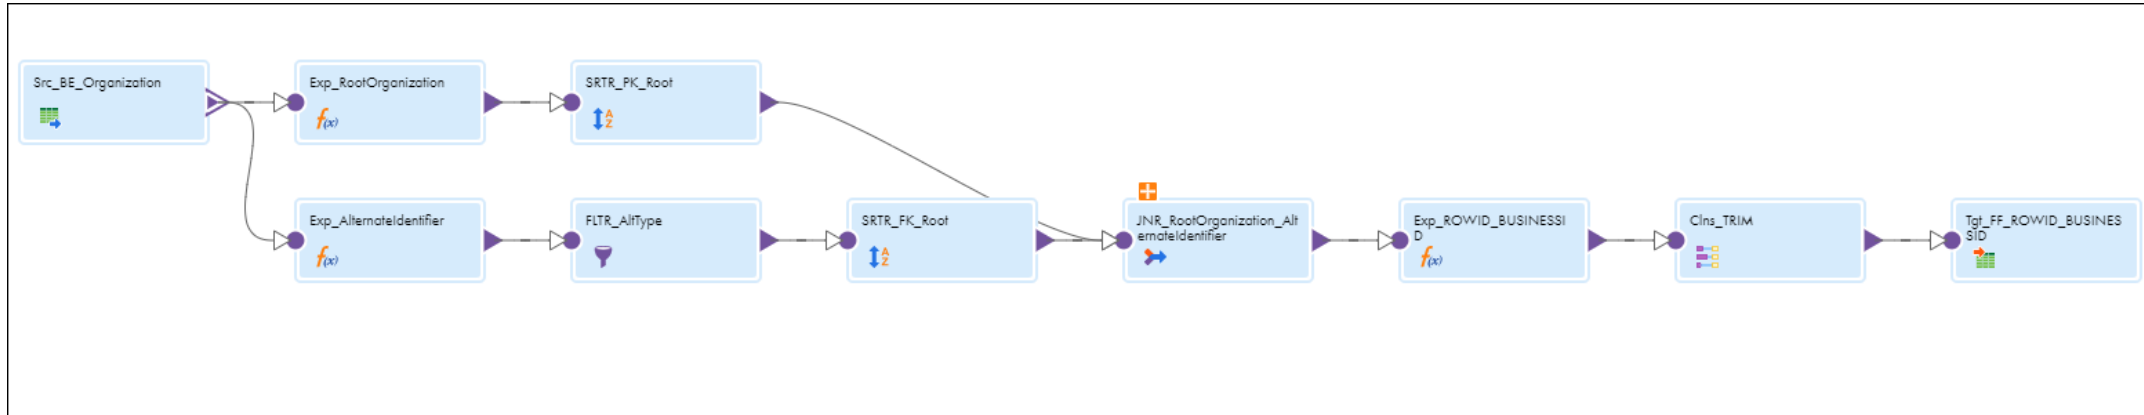 Src_BE_Organization
Exp_RootOrganization
SRTR_PK_Root
Exp_AlternateIdentifier
FLTR_AltType
SRTR_FK_Root
JNR_RootOrganization_Alt
ernateIdentifier
Exp_ROWID_BUSINESSI
D
Clns_TRIM
Tgt_FF_ROWID_BUSINES
SID